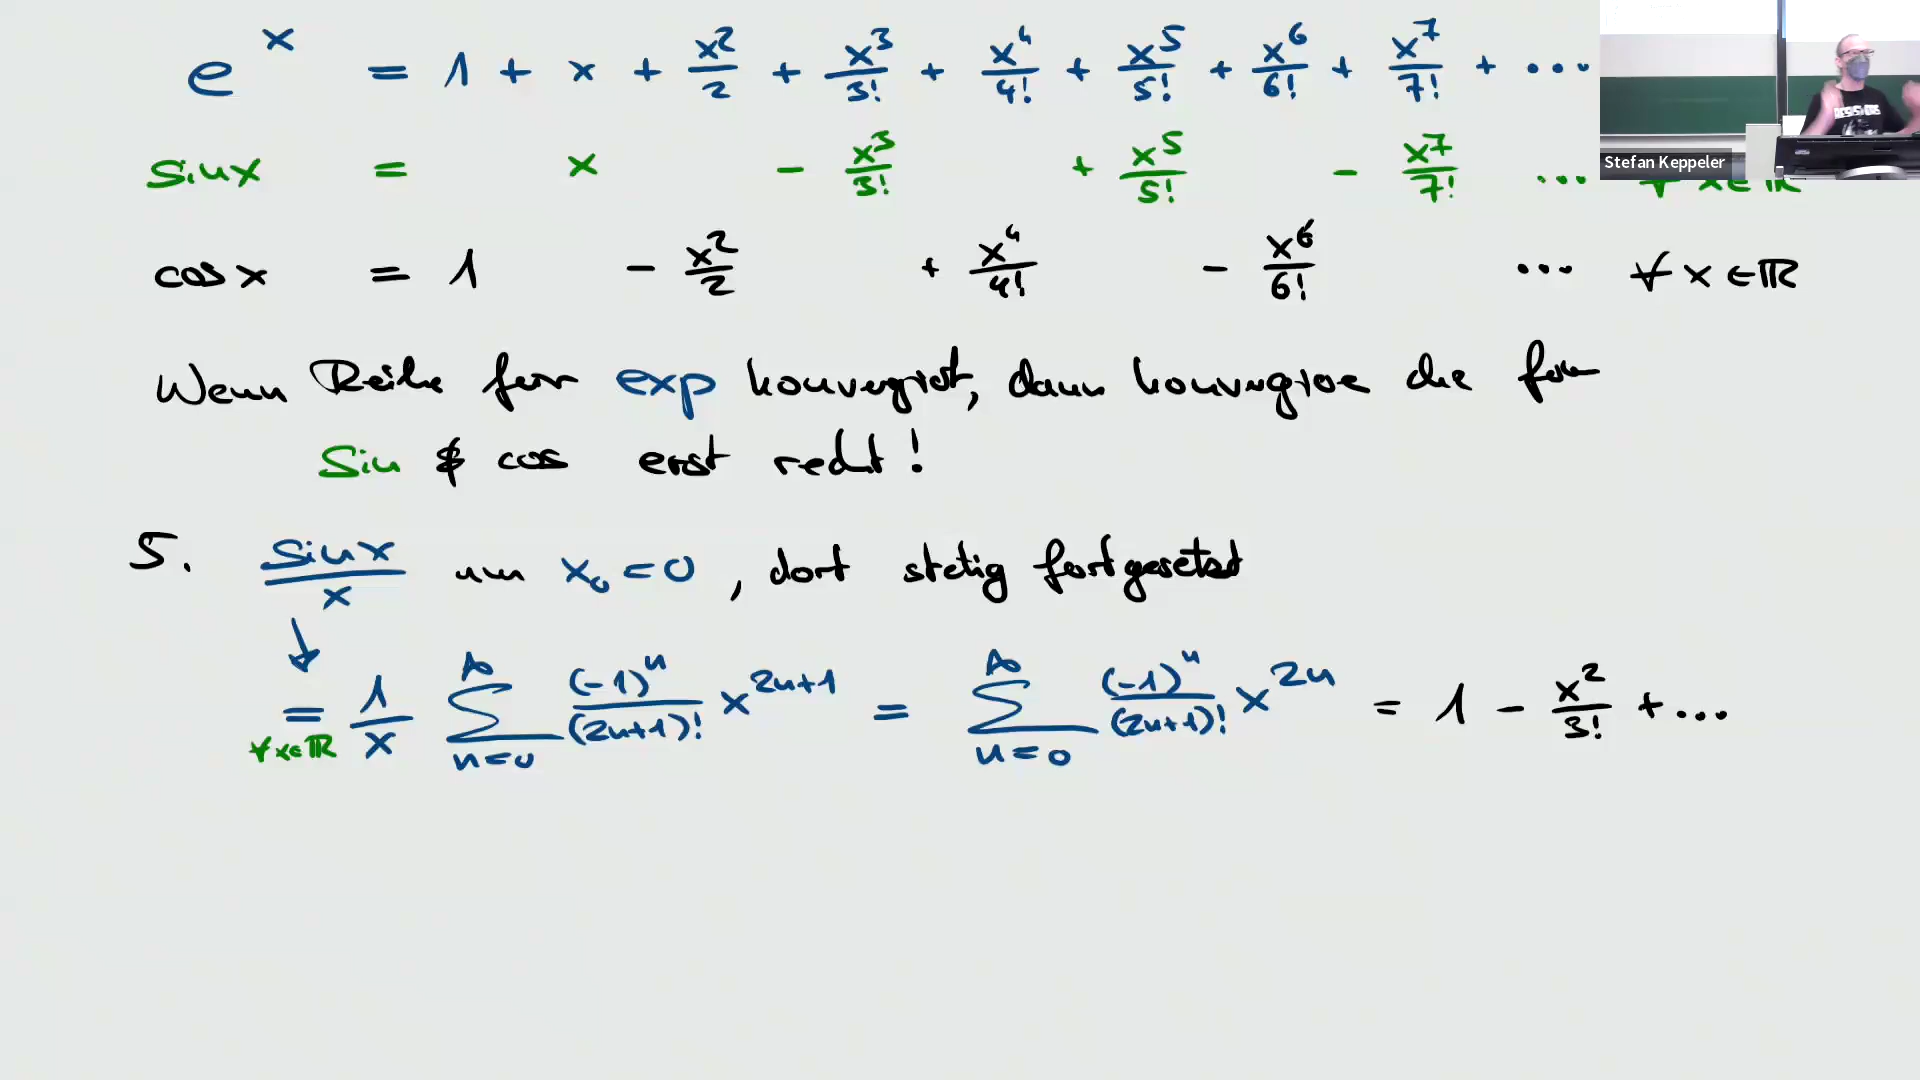 e^x = 1 + x + x²/2 + x³/3! + x⁴/4! + x⁵/5! + x⁶/6! + x⁷/7! + ...
sin x = x - x³/3! + x⁵/5! - x⁷/7! ... ∀ x ∈ ℝ
cos x = 1 - x²/2 + x⁴/4! - x⁶/6! ... ∀ x ∈ ℝ
Wenn Reihe für exp konvergiert, dann konvergiere die für
sin & cos erst recht!
5. sin x / x um x₀ = 0, dort stetig fortgesetzt
↓
= 1/x ∑_{n=0}^∞ (-1)^n/(2n+1)! x^{2n+1} = ∑_{n=0}^∞ (-1)^n/(2n+1)! x^{2n} = 1 - x²/3! + ...
∀ x ∈ ℝ
Stefan Keppeler